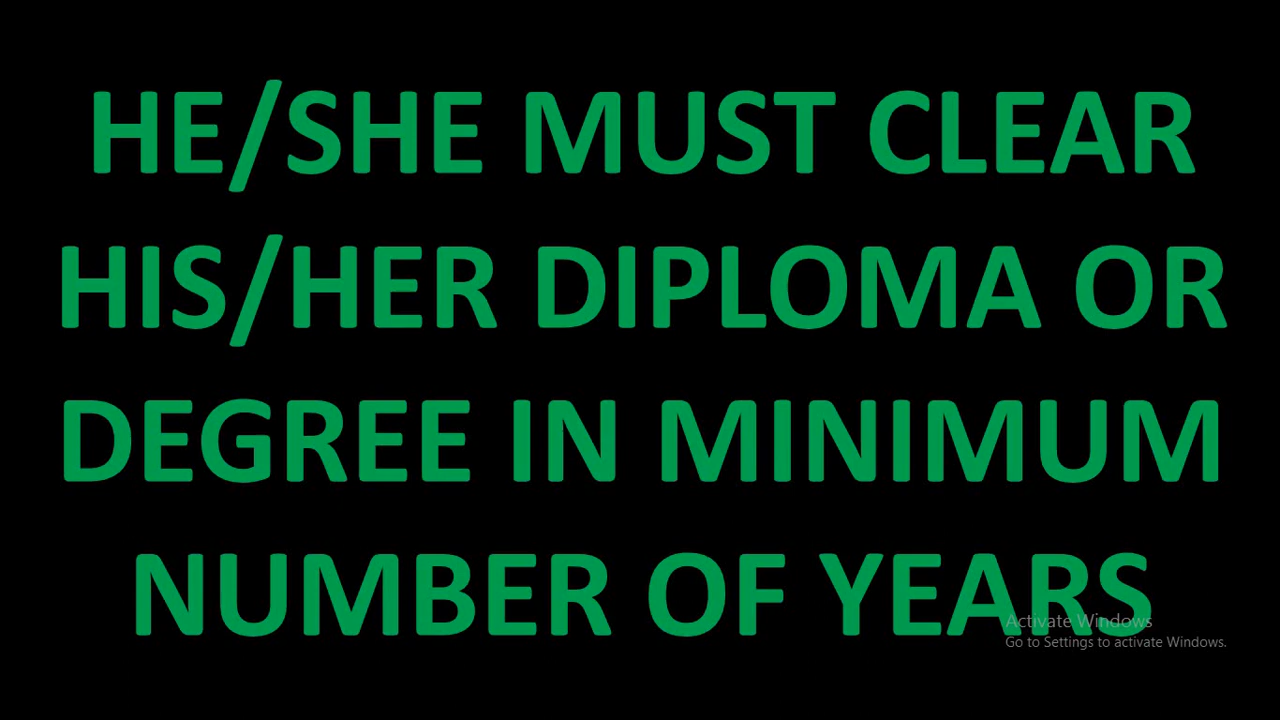 HE/SHE MUST CLEAR
HIS/HER DIPLOMA OR
DEGREE IN MINIMUM
NUMBER OF YEARS
Activate Windows
Go to Settings to activate Windows.